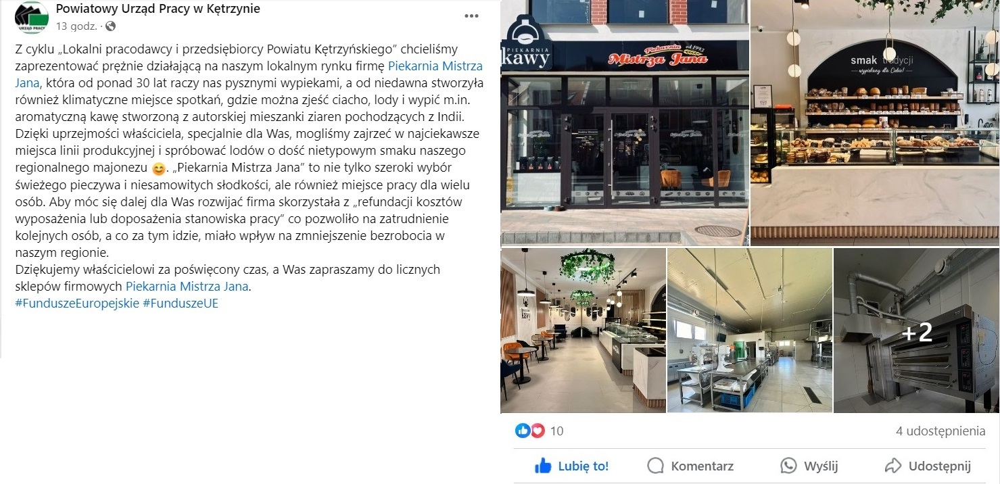 Powiatowy Urząd Pracy w Kętrzynie
13 godz. ·
URZĄD PRACY
Z cyklu „Lokalni pracodawcy i przedsiębiorcy Powiatu Kętrzyńskiego” chcieliśmy
zaprezentować prężnie działającą na naszym lokalnym rynku firmę Piekarnia Mistrza
Jana, która od ponad 30 lat raczy nas pysznymi wypiekami, a od niedawna stworzyła
również klimatyczne miejsce spotkań, gdzie można zjeść ciacho, lody i wypić m.in.
aromatyczną kawę stworzoną z autorskiej mieszanki ziaren pochodzących z Indii.
Dzięki uprzejmości właściciela, specjalnie dla Was, mogliśmy zajrzeć w najciekawsze
miejsca linii produkcyjnej i spróbować lodów o dość nietypowym smaku naszego
regionalnego majonezu 😊. „Piekarnia Mistrza Jana” to nie tylko szeroki wybór
świeżego pieczywa i niesamowitych słodkości, ale również miejsce pracy dla wielu
osób. Aby móc się dalej dla Was rozwijać firma skorzystała z „refundacji kosztów
wyposażenia lub doposażenia stanowiska pracy” co pozwoliło na zatrudnienie
kolejnych osób, a co za tym idzie, miało wpływ na zmniejszenie bezrobocia w
naszym regionie.
Dziękujemy właścicielowi za poświęcony czas, a Was zapraszamy do licznych
sklepów firmowych Piekarnia Mistrza Jana.
#FunduszeEuropejskie #FunduszeUE
PIEKARNIA
kawy
Piekarnia od 1993
Mistrza Jana
smak tradycji
wypiekany dla Ciebie!
kawy
+2
10
4 udostępnienia
Lubię to!
Komentarz
Wyślij
Udostępnij